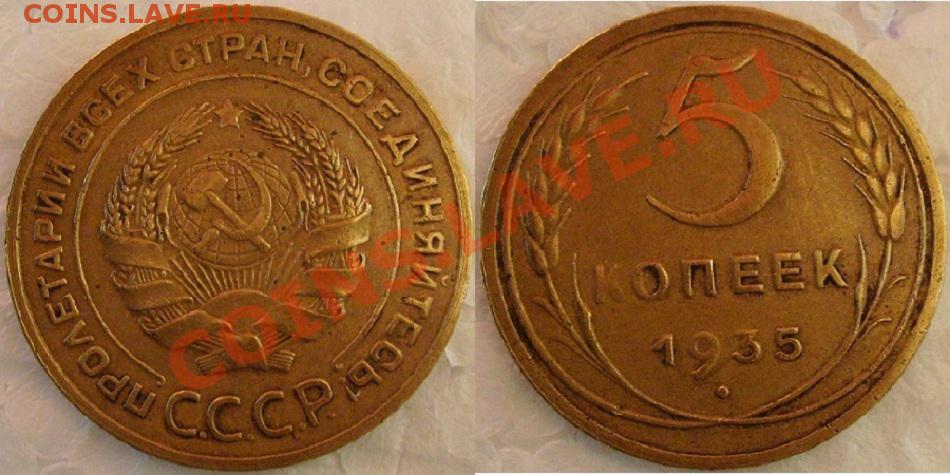 COINS.LAVE.RU
ПРОЛЕТАРИИ ВСЕХ СТРАН, СОЕДИНЯЙТЕСЬ!
С.С.С.Р.
5
КОПЕЕК
1935
COINS.LAVE.RU